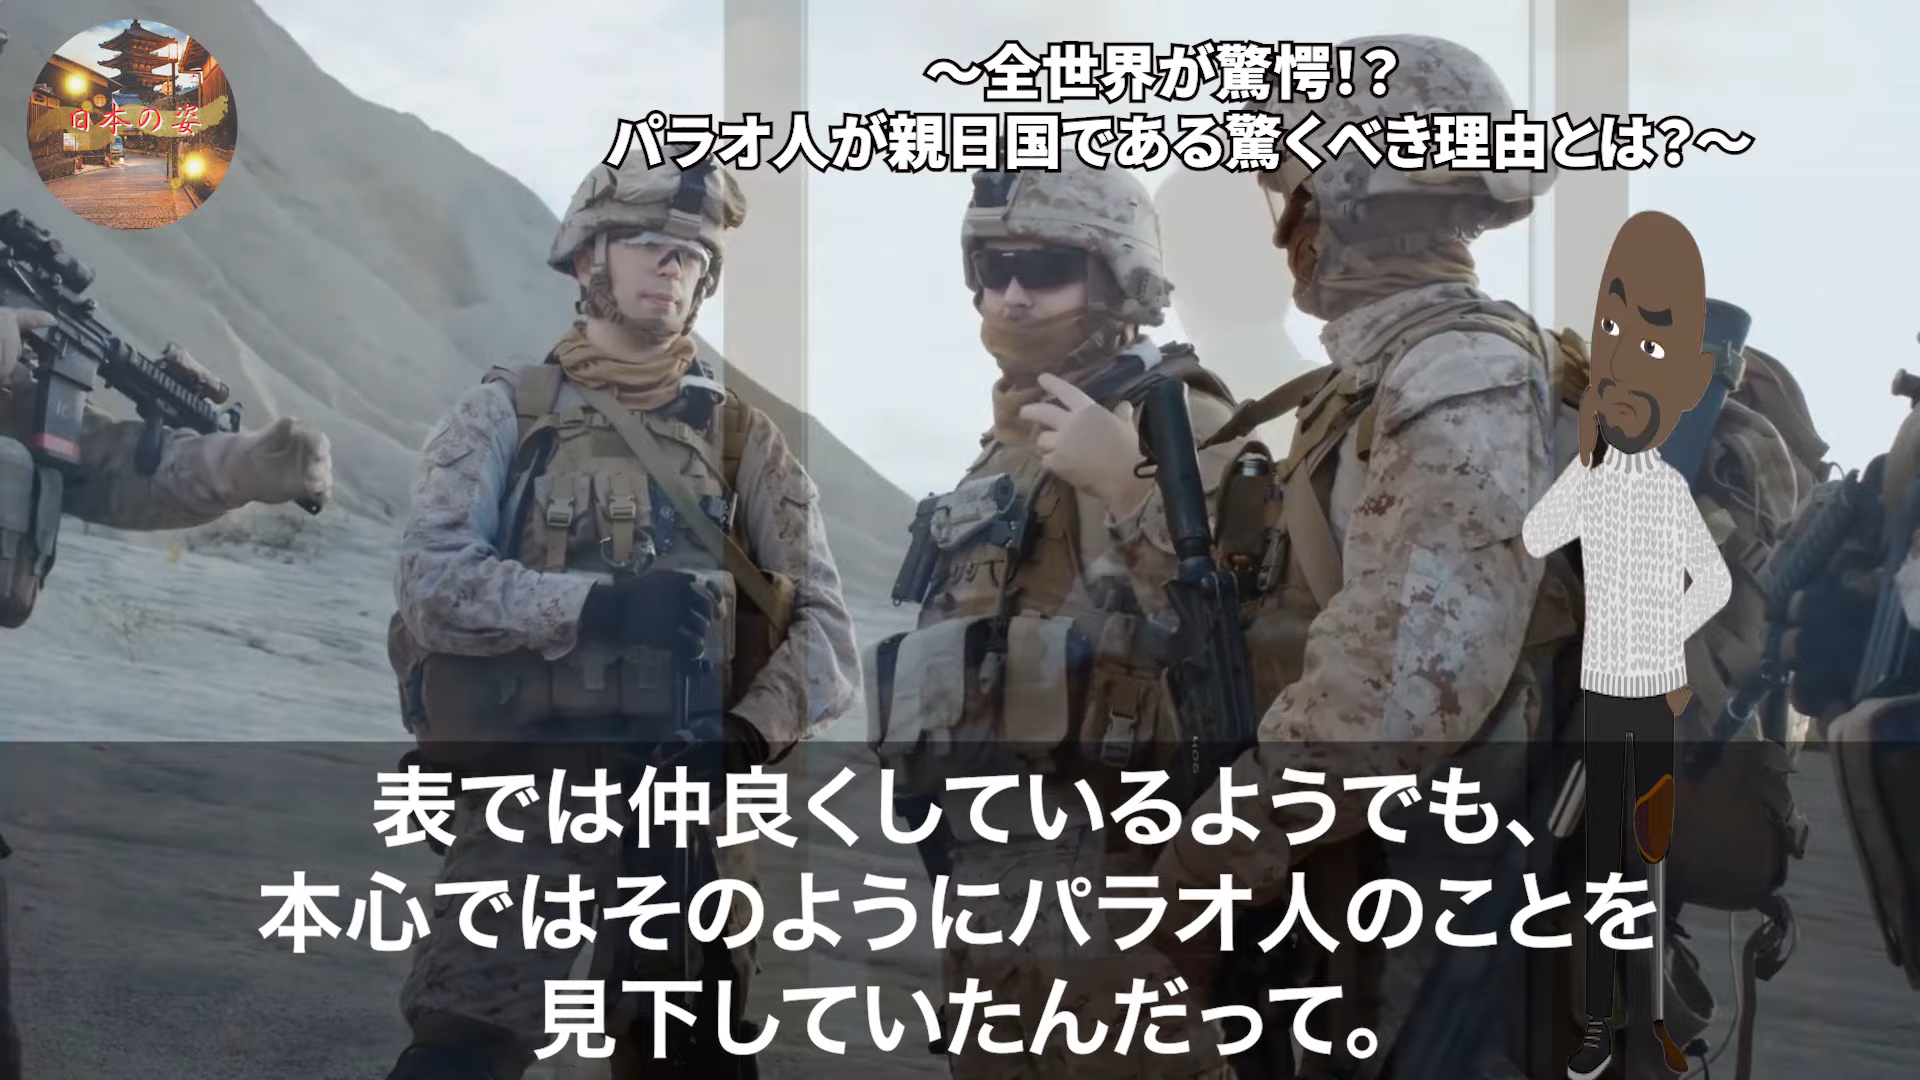 ～全世界が驚愕!？
パラオ人が親日国である驚くべき理由とは？～
日本の姿
表では仲良くしているようでも、
本心ではそのようにパラオ人のことを
見下していたんだって。